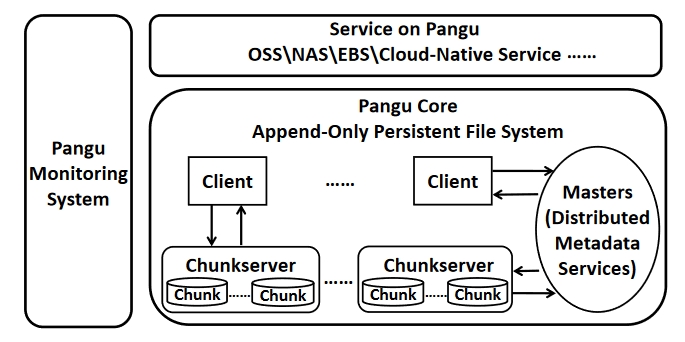 Pangu
Monitoring
System
Service on Pangu
OSS\NAS\EBS\Cloud-Native Service ……
Pangu Core
Append-Only Persistent File System
Client
……
Client
Masters
(Distributed
Metadata
Services)
Chunkserver
Chunk
……
Chunk
……
Chunkserver
Chunk
……
Chunk